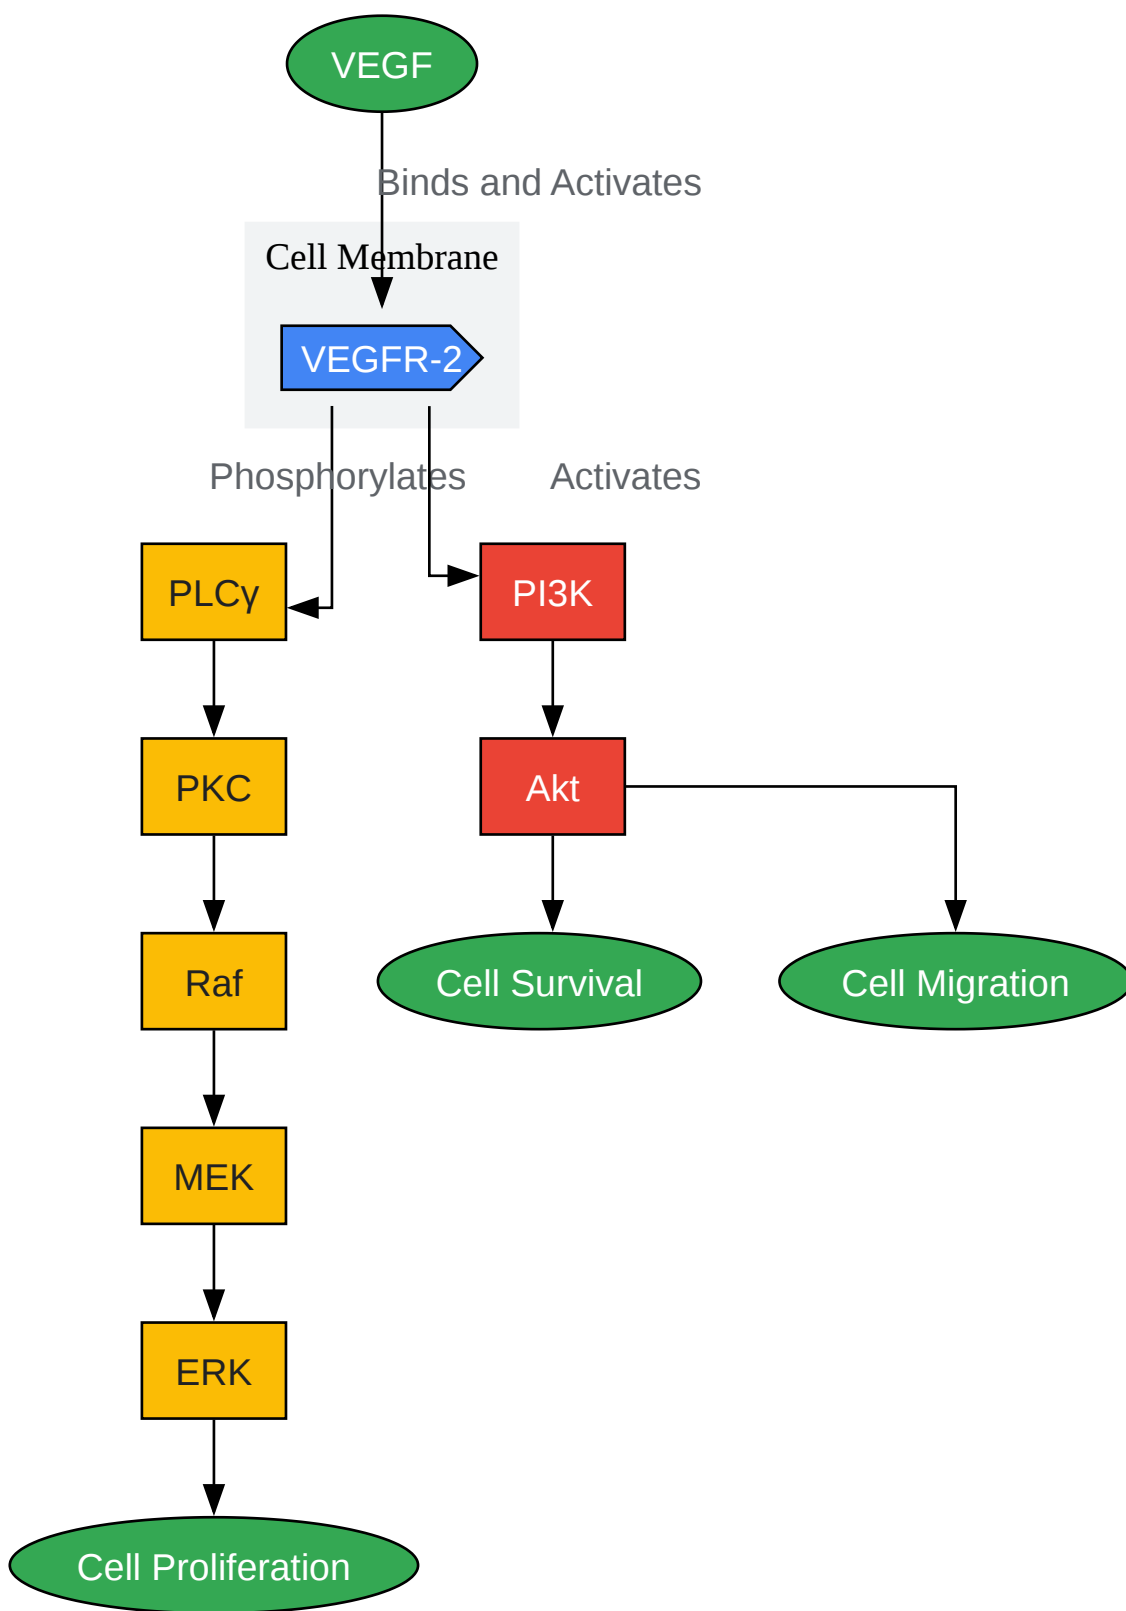 VEGF
Binds and Activates
Cell Membrane
VEGFR-2
Phosphorylates
Activates
PLCγ
PI3K
PKC
Akt
Raf
Cell Survival
Cell Migration
MEK
ERK
Cell Proliferation